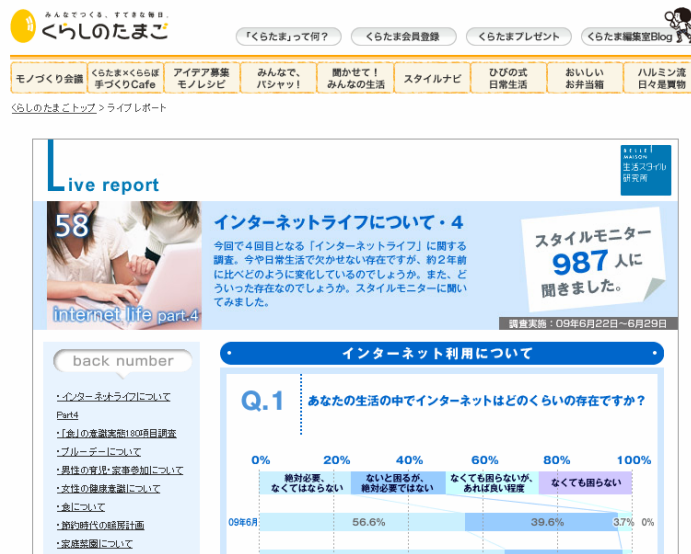 みんなでつくる、すてきな毎日。
くらしのたまご
「くらたま」って何？
くらたま会員登録
くらたまプレゼント
くらたま編集室Blog
モノづくり会議
くらたま×くららぼ
手づくりCafe
アイデア募集
モノレシピ
みんなで、
パシャッ！
聞かせて！
みんなの生活
スタイルナビ
ひびの式
日常生活
おいしい
お弁当箱
ハルミン流
日々是買物
くらしのたまごトップ > ライブレポート
Live report
BELLE
MAISON
生活スタイル
研究所
58
internet life part.4
インターネットライフについて・4
今回で4回目となる「インターネットライフ」に関する
調査。今や日常生活で欠かせない存在ですが、約2年前
に比べどのように変化しているのでしょうか。また、ど
ういった存在なのでしょうか。スタイルモニターに聞い
てみました。
スタイルモニター
987人に
聞きました。
調査実施：09年6月22日～6月29日
back number
・インターネットライフについて
Part4
・「食」の意識実態180項目調査
・ブルーデーについて
・男性の育児・家事参加について
・女性の健康意識について
・食について
・節約時代の暖房計画
・家庭菜園について
インターネット利用について
Q.1 あなたの生活の中でインターネットはどのくらいの存在ですか？
0% 20% 40% 60% 80% 100%
絶対必要、
なくてはならない
ないと困るが、
絶対必要ではない
なくても困らないが、
あれば良い程度
なくても困らない
09年6月 56.6% 39.6% 3.7% 0%